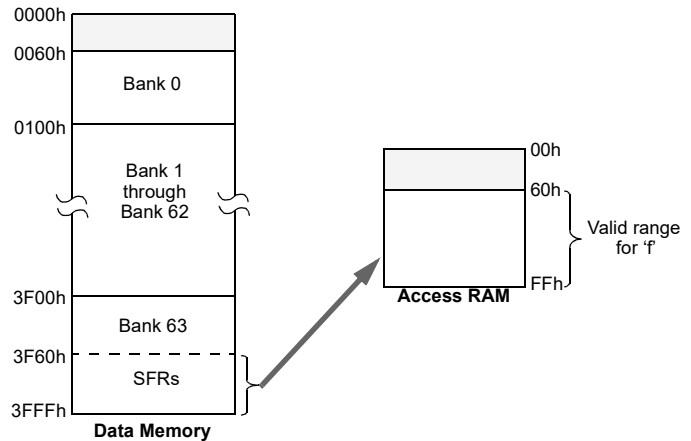 0000h
0060h
Bank 0
0100h
Bank 1
through
Bank 62
3F00h
Bank 63
3F60h
SFRs
3FFFh
Data Memory
00h
60h
Valid range
for ‘f’
FFh
Access RAM